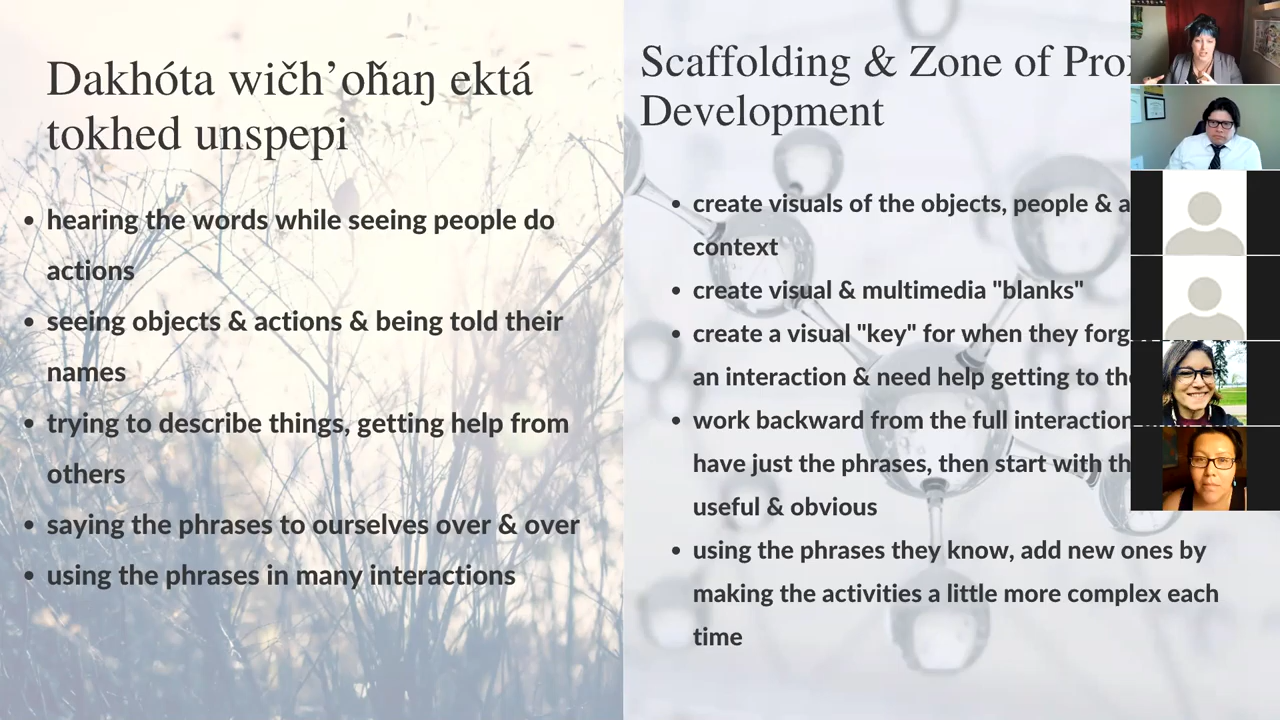 Dakhóta wičh’oȟaŋ ektá
tokhed unspepi
• hearing the words while seeing people do
actions
• seeing objects & actions & being told their
names
• trying to describe things, getting help from
others
• saying the phrases to ourselves over & over
• using the phrases in many interactions
Scaffolding & Zone of
Development
• create visuals of the objects, people &
context
• create visual & multimedia "blanks"
• create a visual "key" for when they
an interaction & need help getting to
• work backward from the full interaction
have just the phrases, then start with
useful & obvious
• using the phrases they know, add new ones by
making the activities a little more complex each
time